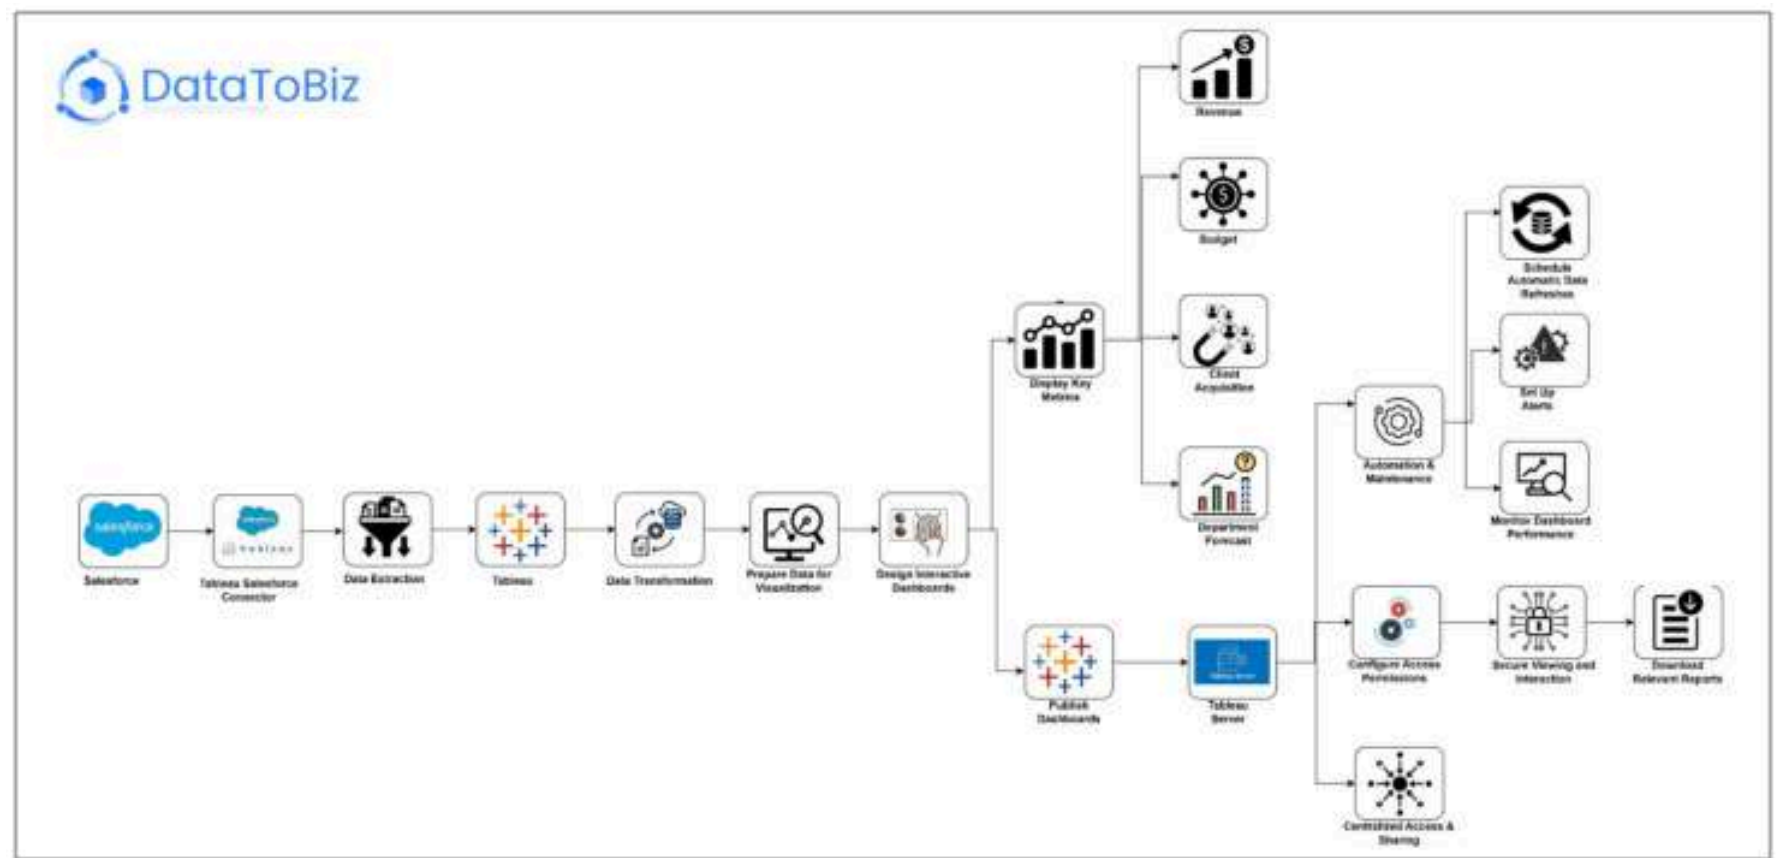 DataToBiz
Revenue
Budget
Client
Acquisition
Department
Forecast
Display Key
Metrics
Schedule
Automatic Data
Refreshes
Set Up
Alerts
Monitor Dashboard
Performance
Automation &
Maintenance
salesforce
Salesforce
Tableau Salesforce
Connector
Data Extraction
Tableau
Data Transformation
Prepare Data for
Visualization
Design Interactive
Dashboards
Publish
Dashboards
Tableau
Server
Configure Access
Permissions
Secure Viewing and
Interaction
Download
Relevant Reports
Centralized Access &
Sharing